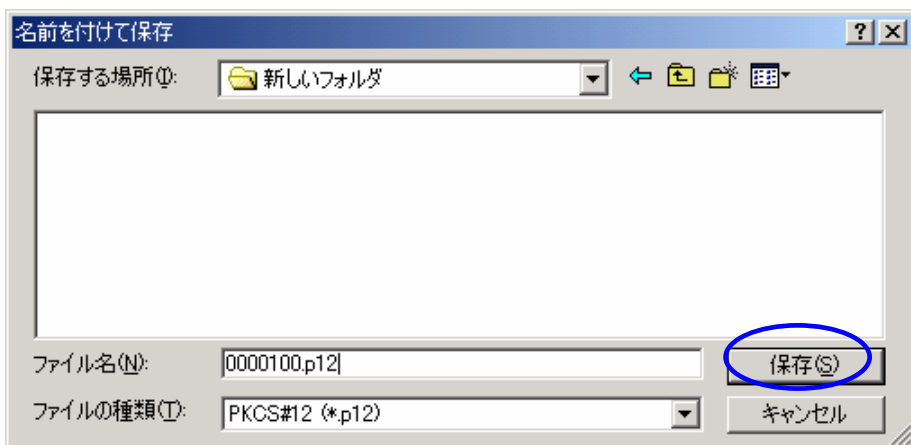 名前を付けて保存
保存する場所(I): 新しいフォルダ
ファイル名(N): 0000100.p12 保存(S)
ファイルの種類(T): PKCS#12 (*.p12) キャンセル